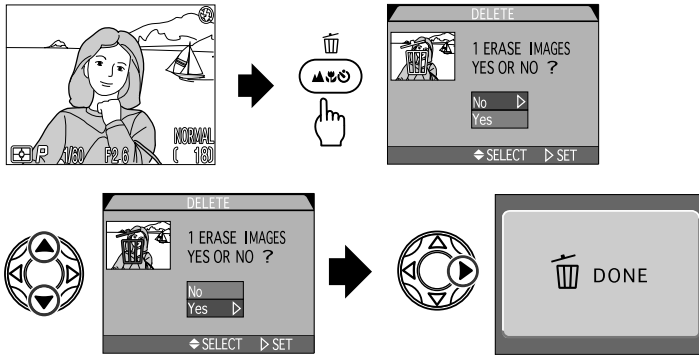 NORMAL
P 1/60 F2.6 ( 18)
DELETE
1 ERASE IMAGES
YES OR NO ?
No
Yes
SELECT SET
DELETE
1 ERASE IMAGES
YES OR NO ?
No
Yes
SELECT SET
DONE